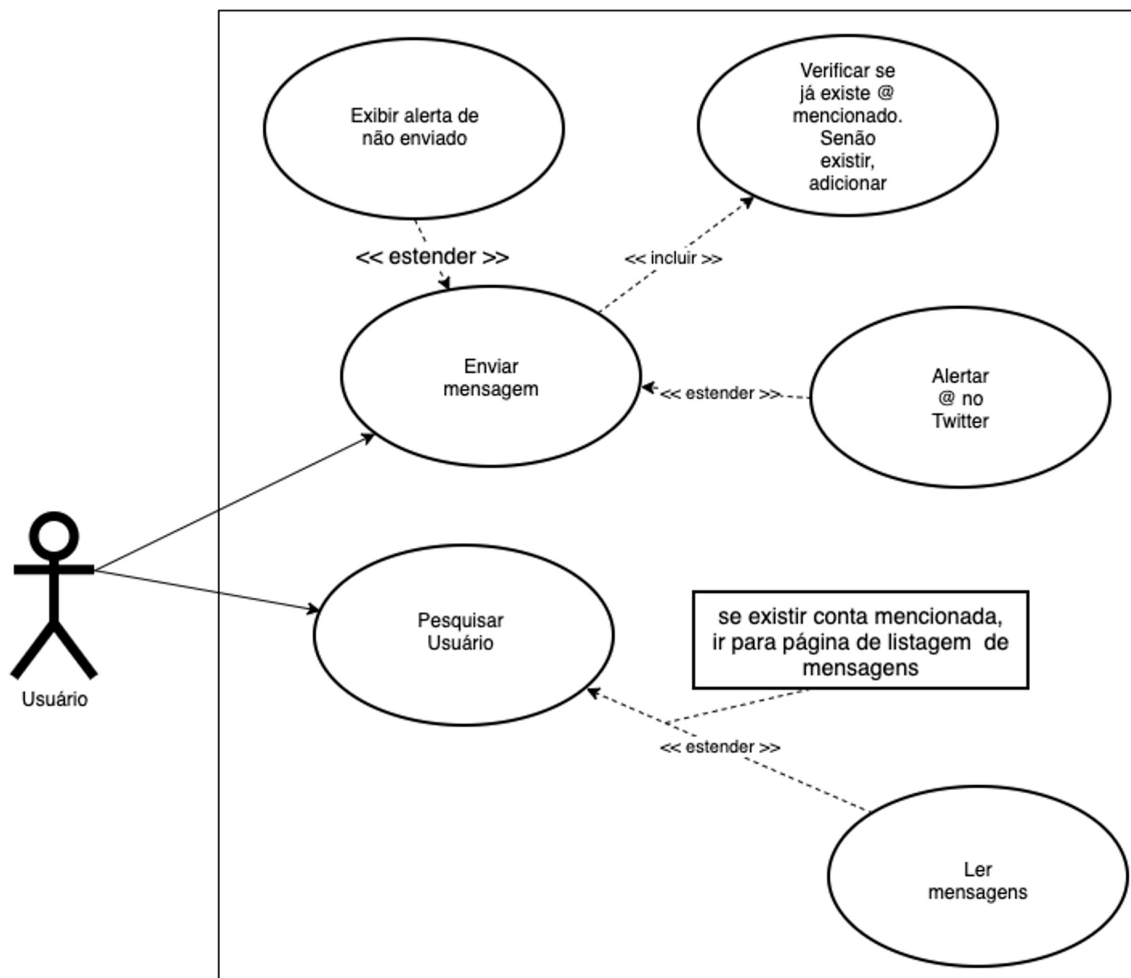 Exibir alerta de
não enviado
Verificar se
já existe @
mencionado.
Senão
existir,
adicionar
<< estender >>
<< incluir >>
Enviar
mensagem
<< estender >>
Alertar
@ no
Twitter
Usuário
Pesquisar
Usuário
se existir conta mencionada,
ir para página de listagem de
mensagens
<< estender >>
Ler
mensagens